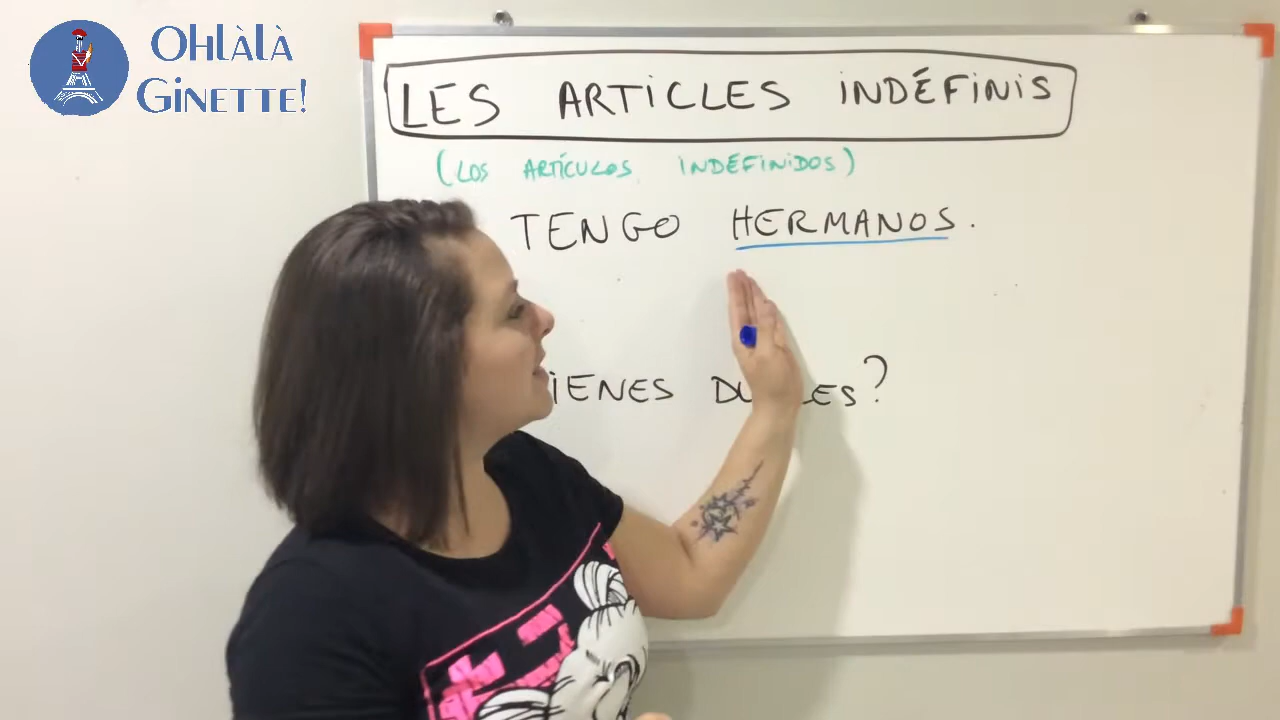 OHLÀLÀ
GINETTE!
LES ARTICLES INDÉFINIS
(LOS ARTÍCULOS INDEFINIDOS)
TENGO HERMANOS.
?